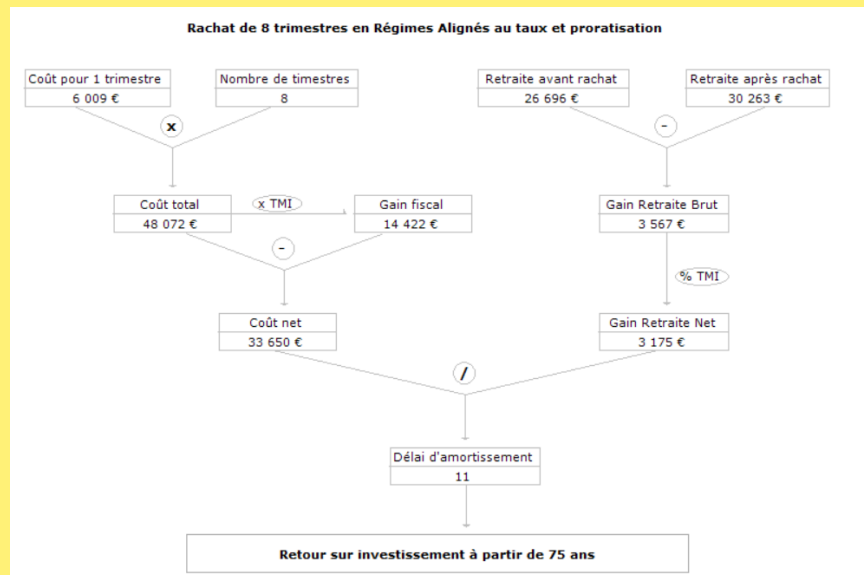 Rachat de 8 trimestres en Régimes Alignés au taux et proratisation
Coût pour 1 trimestre
6 009 €
Nombre de timestres
8
Retraite avant rachat
26 696 €
Retraite après rachat
30 263 €
x
-
Coût total
48 072 €
x TMI
Gain fiscal
14 422 €
Gain Retraite Brut
3 567 €
-
% TMI
Coût net
33 650 €
Gain Retraite Net
3 175 €
/
Délai d'amortissement
11
Retour sur investissement à partir de 75 ans